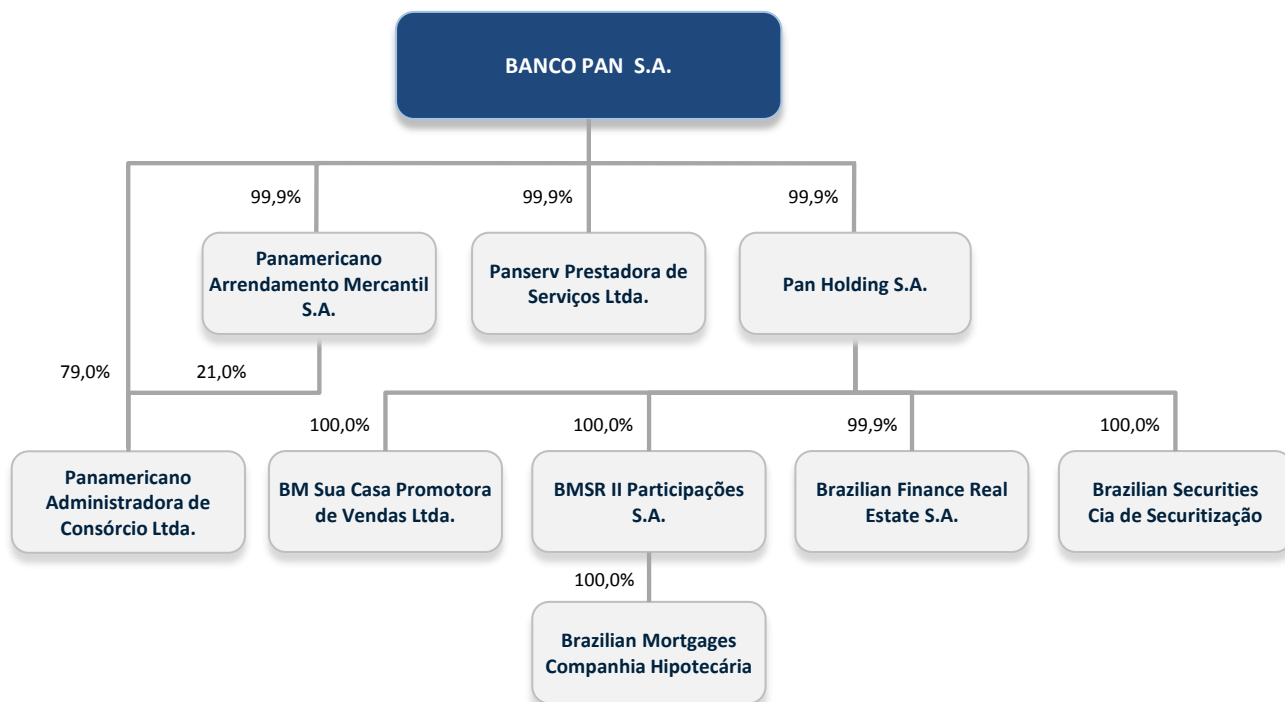 BANCO PAN S.A.
99,9%
99,9%
99,9%
Panamericano
Arrendamento Mercantil
S.A.
Panserv Prestadora de
Serviços Ltda.
Pan Holding S.A.
79,0%
21,0%
100,0%
100,0%
99,9%
100,0%
Panamericano
Administradora de
Consórcio Ltda.
BM Sua Casa Promotora
de Vendas Ltda.
BMSR II Participações
S.A.
Brazilian Finance Real
Estate S.A.
Brazilian Securities
Cia de Securitização
100,0%
Brazilian Mortgages
Companhia Hipotecária